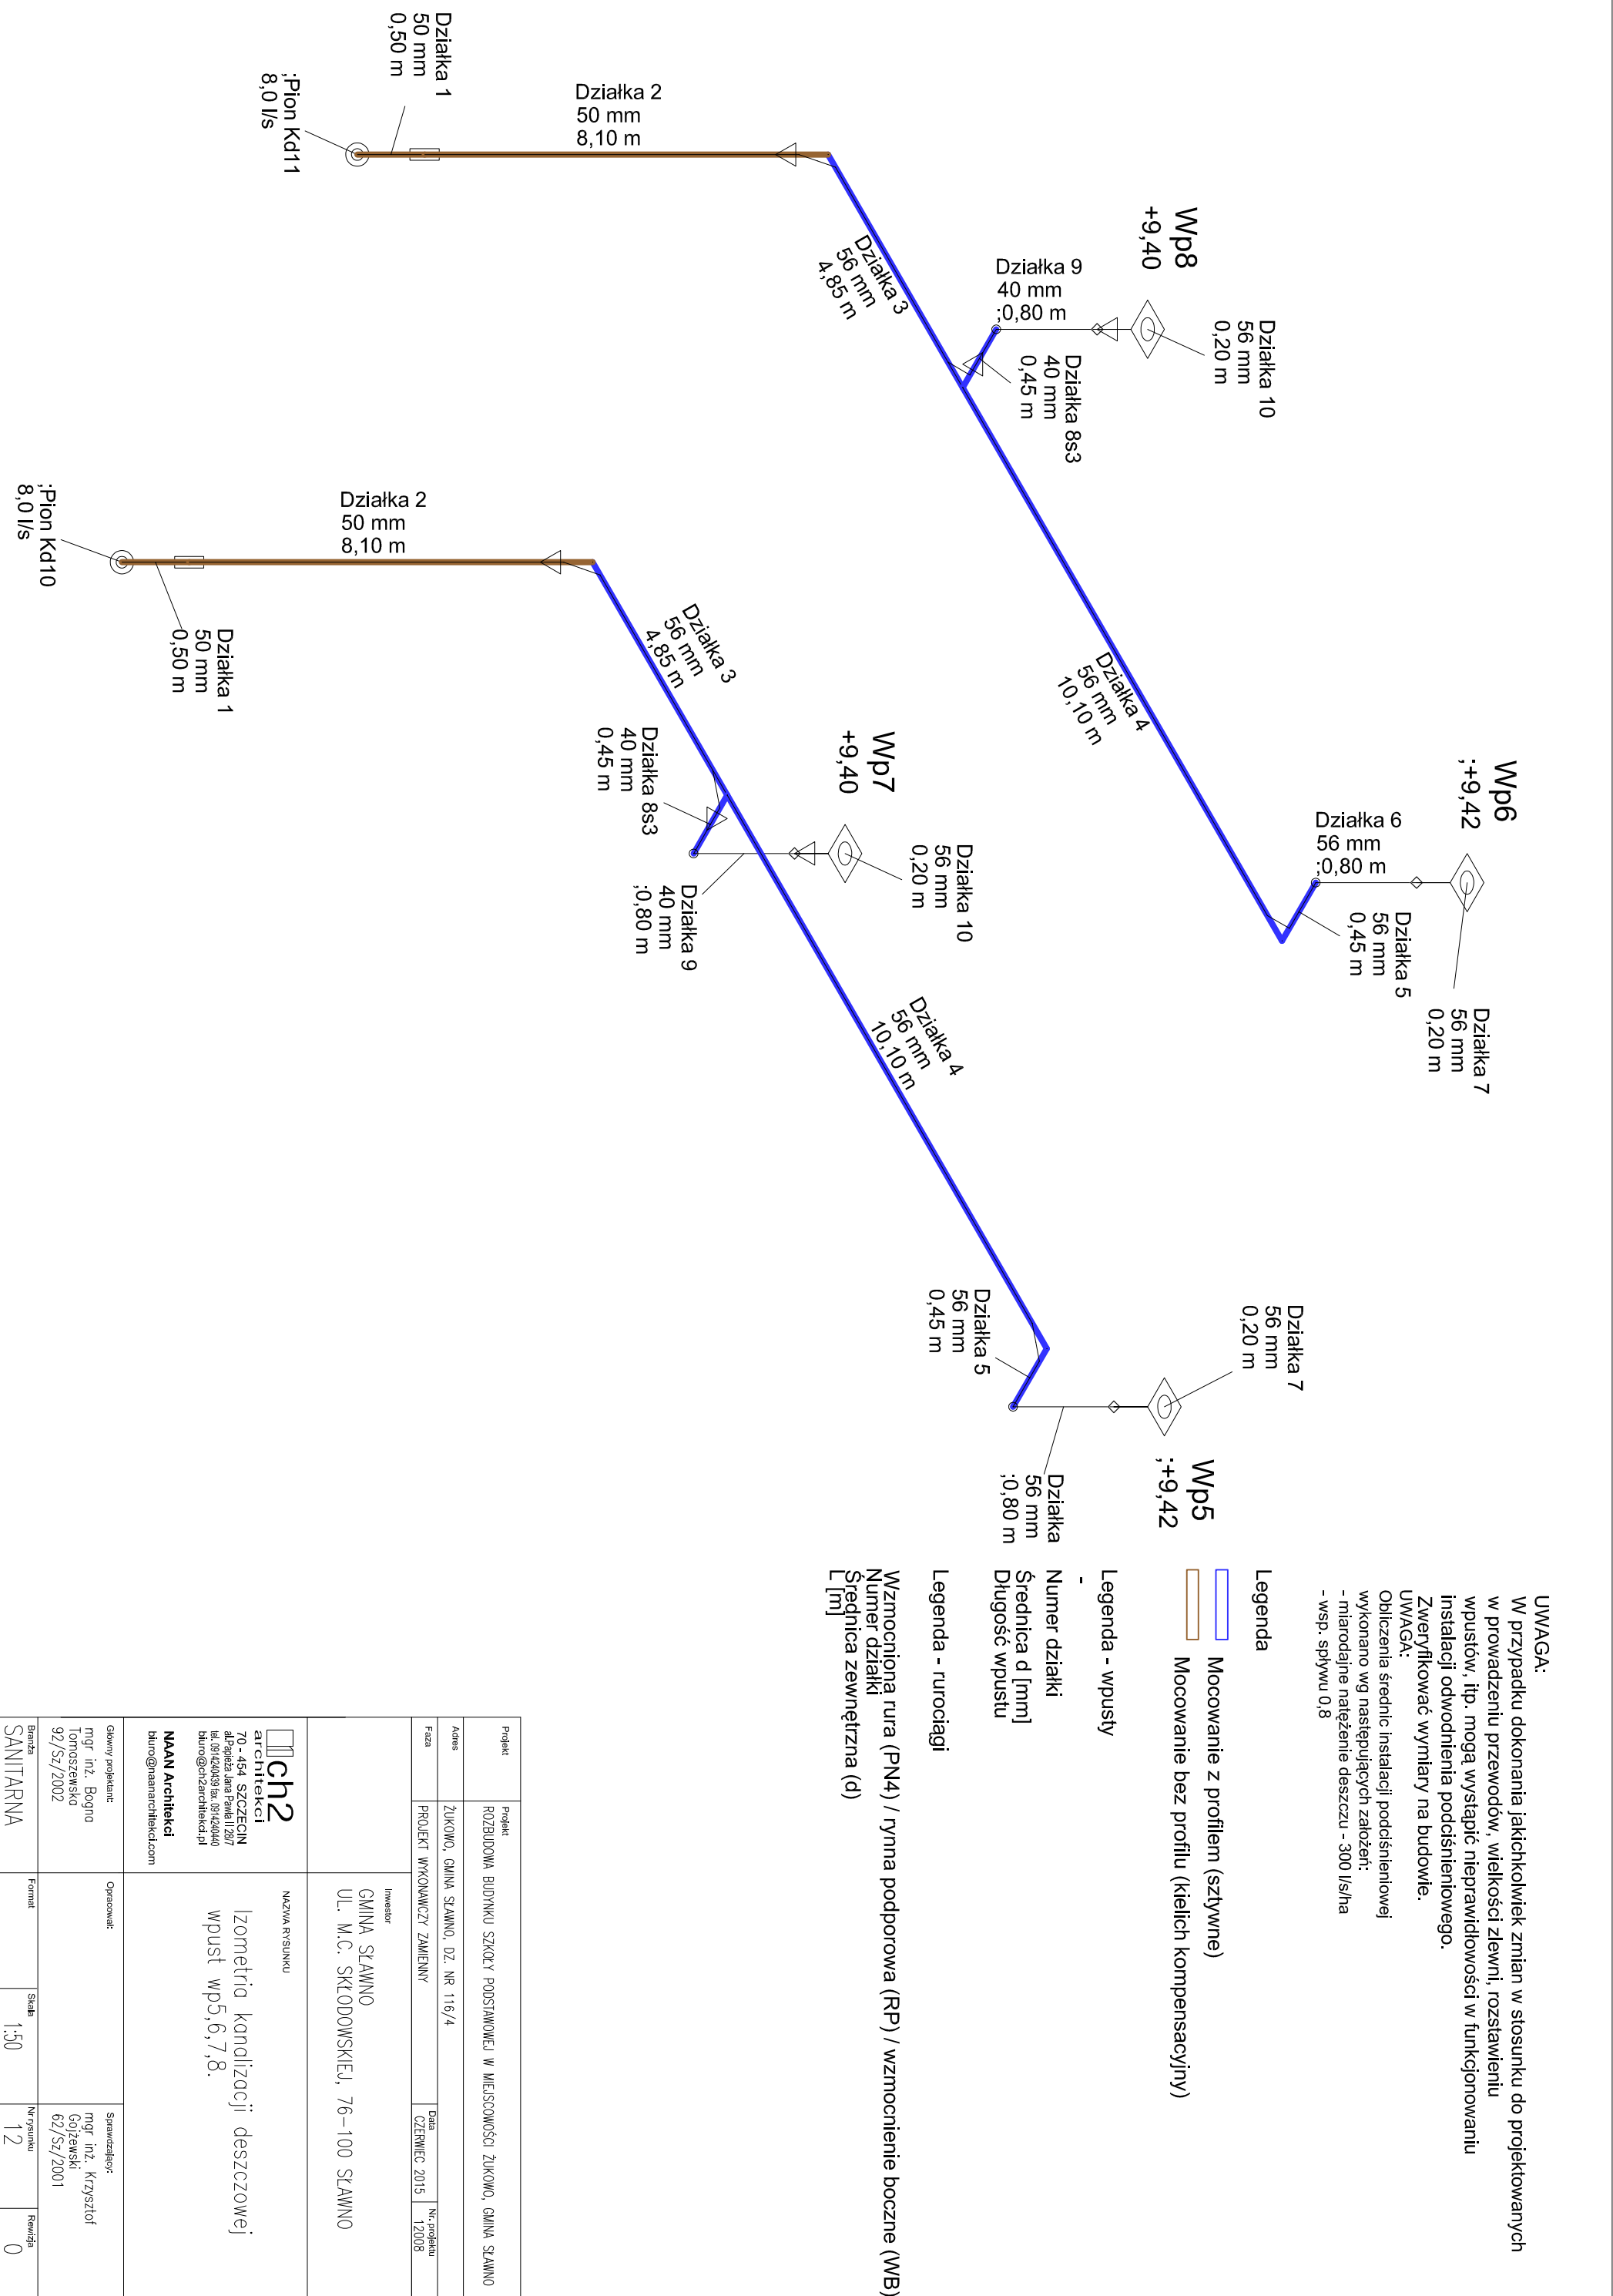 Działka 1
50 mm
0,50 m
;Pion Kd11
8,0 l/s
Działka 2
50 mm
8,10 m
Działka 3
56 mm
4,85 m
Wp8
+9,40
Działka 9
40 mm
;0,80 m
Działka 10
56 mm
0,20 m
Działka 8s3
40 mm
0,45 m
Działka 4
56 mm
10,10 m
Wp6
;+9,42
Działka 6
56 mm
;0,80 m
Działka 5
56 mm
0,45 m
Działka 7
56 mm
0,20 m
;Pion Kd10
8,0 l/s
Działka 2
50 mm
8,10 m
Działka 1
50 mm
0,50 m
Działka 3
56 mm
4,85 m
Działka 8s3
40 mm
0,45 m
Wp7
+9,40
Działka 10
56 mm
0,20 m
Działka 9
40 mm
;0,80 m
Działka 4
56 mm
10,10 m
Działka 5
56 mm
0,45 m
Działka 7
56 mm
0,20 m
Wp5
;+9,42
Działka
56 mm
;0,80 m
UWAGA:
W przypadku dokonania jakichkolwiek zmian w stosunku do projektowanych
w prowadzeniu przewodów, wielkości zlewni, rozstawieniu
wpustów, itp. mogą wystąpić nieprawidłowości w funkcjonowaniu
instalacji odwodnienia podciśnieniowego.
Zweryfikować wymiary na budowie.
UWAGA:
Obliczenia średnic instalacji podciśnieniowej
wykonano wg następujących założeń:
- miarodajne natężenie deszczu - 300 l/s/ha
- wsp. spływu 0,8
Legenda
Mocowanie z profilem (sztywne)
Mocowanie bez profilu (kielich kompensacyjny)
Legenda - wpusty
-
Numer działki
Średnica d [mm]
Długość wpustu
Legenda - rurociągi
Wzmocniona rura (PN4) / rynna podporowa (RP) / wzmocnienie boczne (WB)
Numer działki
Średnica zewnętrzna (d)
L [m]
Projekt
Projekt
ROZBUDOWA BUDYNKU SZKOŁY PODSTAWOWEJ W MIEJSCOWOŚCI ŻUKOWO, GMINA SŁAWNO
Adres
ŻUKOWO, GMINA SŁAWNO, DZ. NR 116/4
Faza
PROJEKT WYKONAWCZY ZAMIENNY
Data
CZERWIEC 2015
Nr. projektu
12008
Inwestor
GMINA SŁAWNO
UL. M.C. SKŁODOWSKIEJ, 76-100 SŁAWNO
ch2
architekci
70 - 454 SZCZECIN
al.Papieża Jana Pawła II 28/7
tel. 0914240439 fax. 0914240440
biuro@ch2architekci.pl
NAAN Architekci
biuro@naanarchitekci.com
NAZWA RYSUNKU
Izometria kanalizacji deszczowej
wpust wp5,6,7,8.
Główny projektant:
mgr inż. Bogna
Tomaszewska
92/Sz/2002
Opracował:
Sprawdzający:
mgr inż. Krzysztof
Gojżewski
62/Sz/2001
Branża
SANITARNA
Format
Skala
1:50
Nr rysunku
12
Rewizja
0